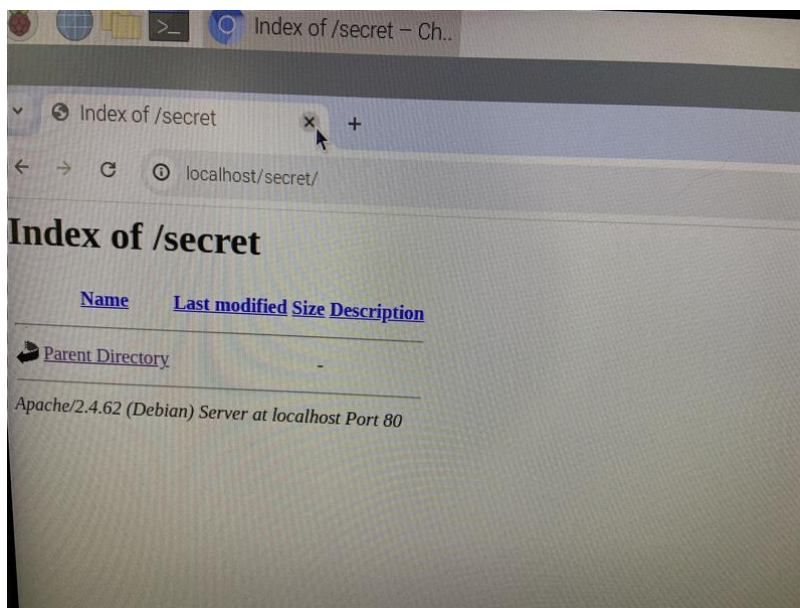 Index of /secret – Ch..
Index of /secret
localhost/secret/
Index of /secret
Name Last modified Size Description
Parent Directory -
Apache/2.4.62 (Debian) Server at localhost Port 80